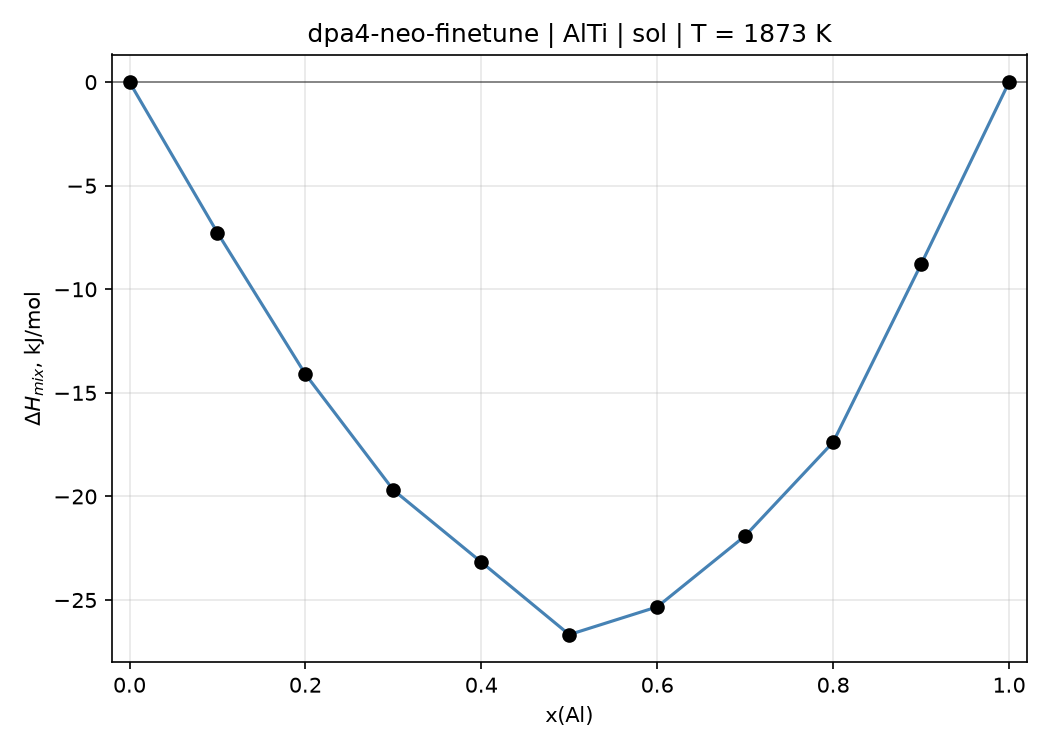 dpa4-neo-finetune | AlTi | sol | T = 1873 K
ΔH_mix, kJ/mol
0
−5
−10
−15
−20
−25
0.0 0.2 0.4 0.6 0.8 1.0
x(Al)